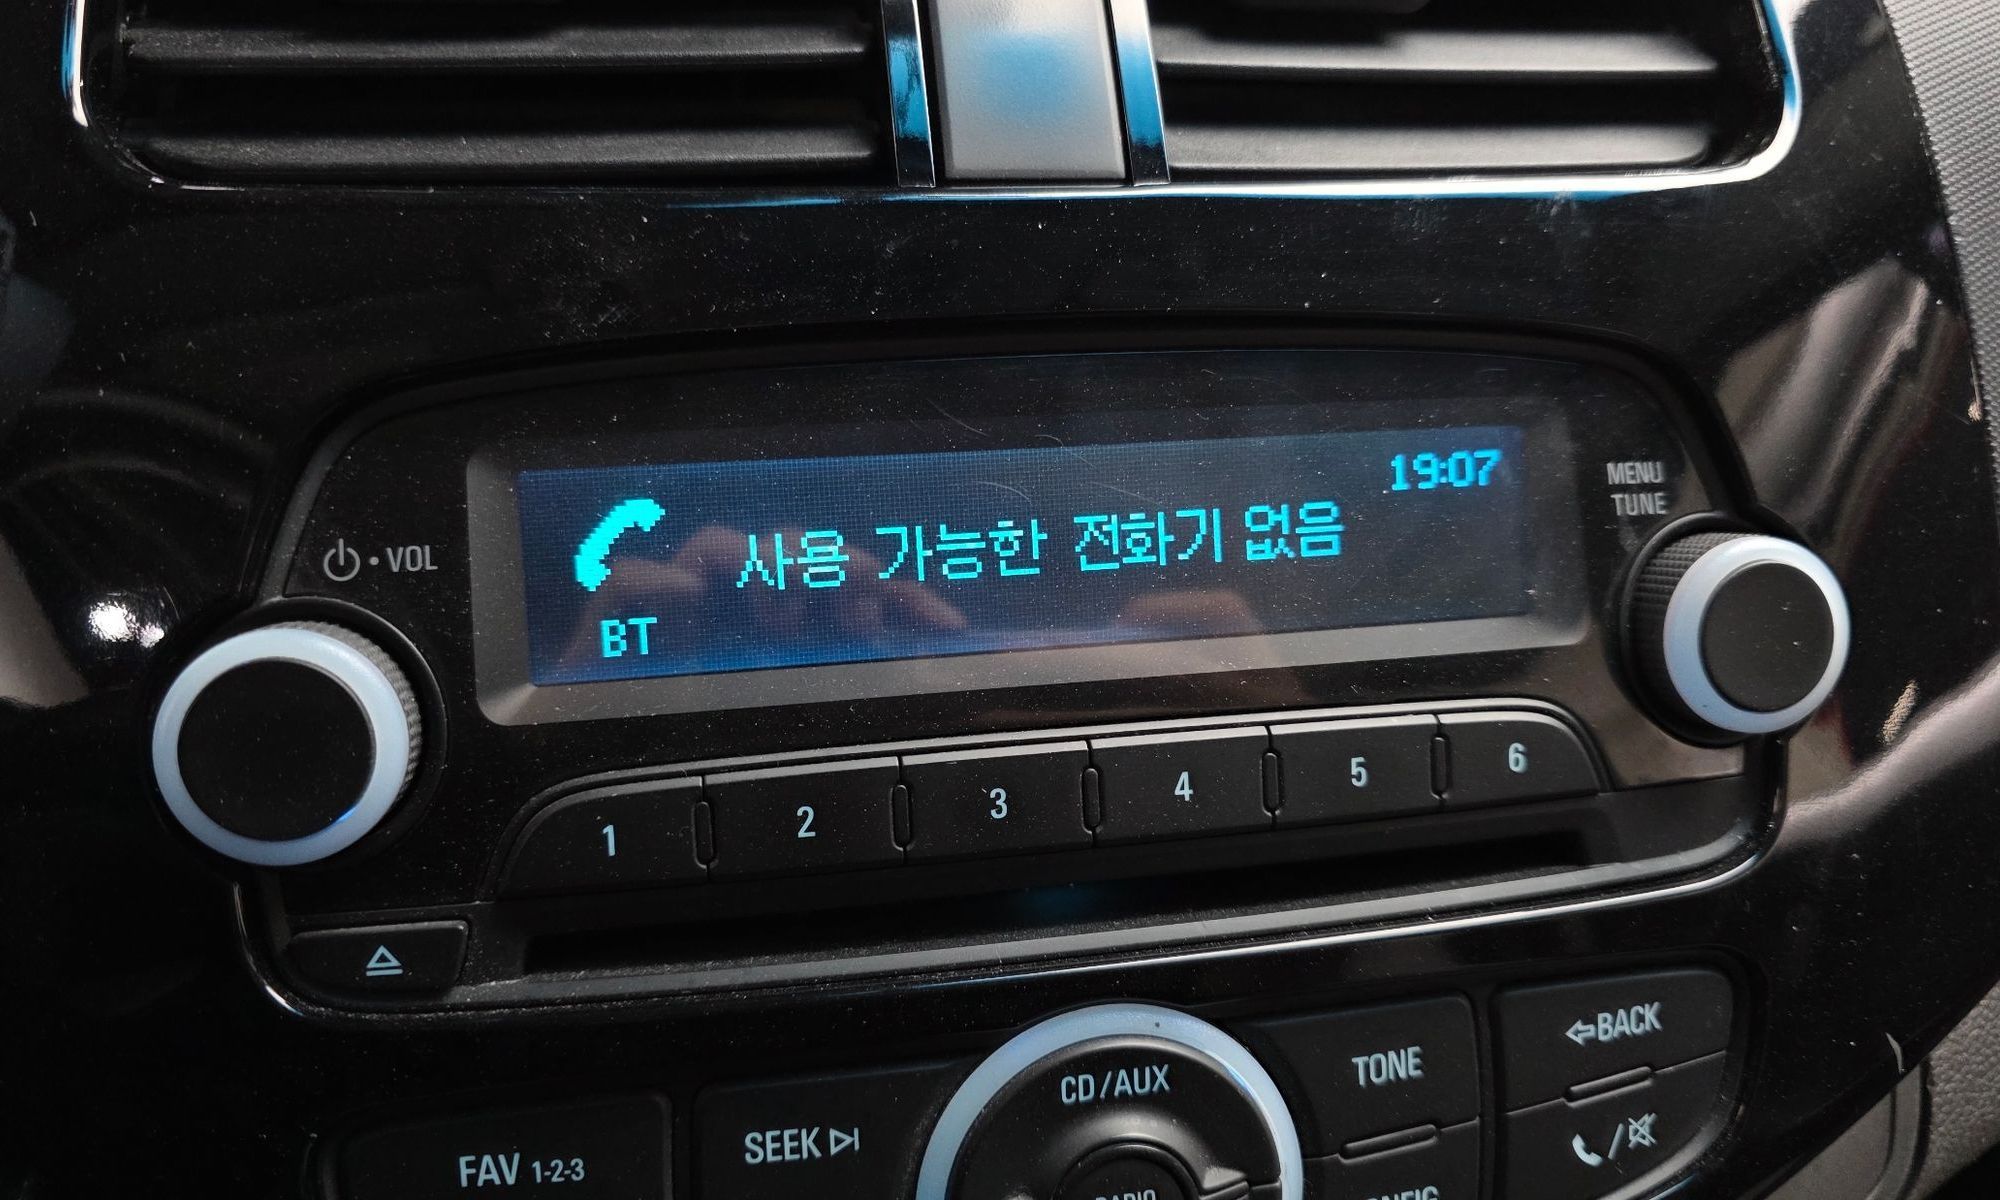 19:07
사용 가능한 전화기 없음
BT
VOL
MENU
TUNE
1 2 3 4 5 6
BACK
TONE
CD/AUX
SEEK
FAV 1-2-3